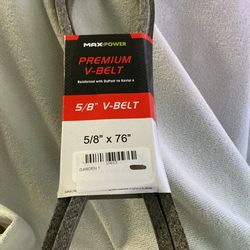 MAXPOWER
PREMIUM
V-BELT
Reinforced with DuPont™ Kevlar®
5/8" V-BELT
5/8" x 76"
GARDEN T